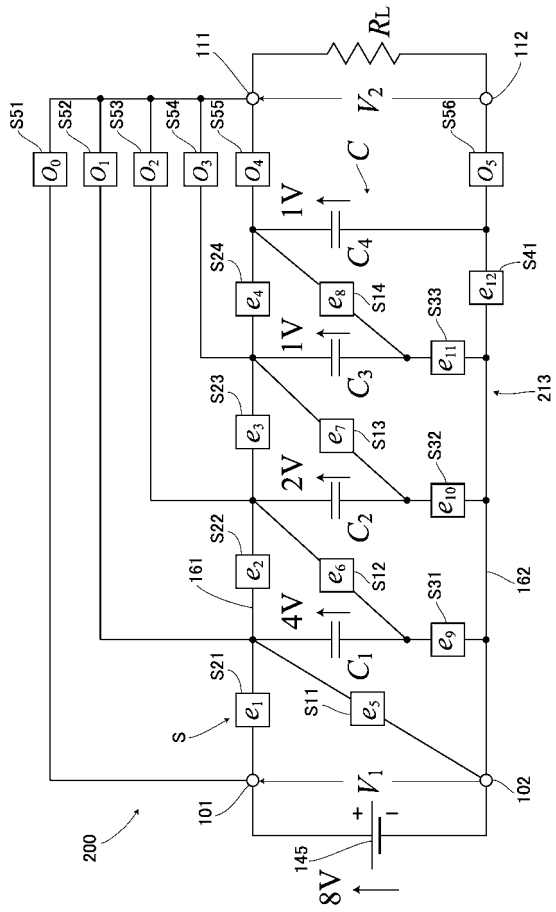 200
S51
S52
S53
S54
S55
O0
O1
O2
O3
O4
111
S
S21
161
S22
S23
S24
101
e1
e2
e3
e4
8V
145
+
−
V1
S11
e5
4V
C1
S12
e6
2V
C2
S13
e7
1V
C3
S14
e8
1V
C4
C
V2
RL
S31
e9
S32
e10
S33
e11
e12
S41
O5
S56
102
162
213
112